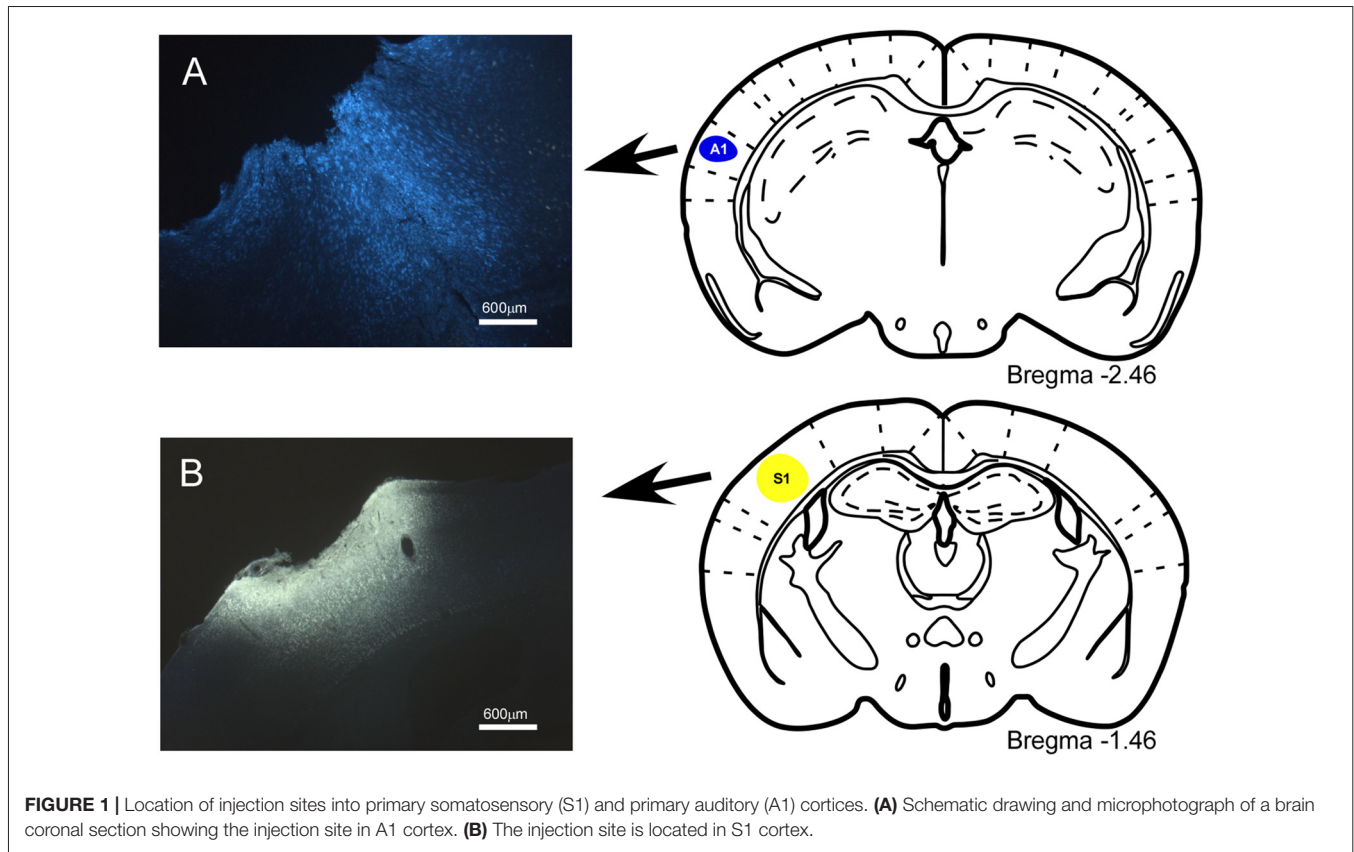 A
A1
600µm
Bregma -2.46
B
S1
600µm
Bregma -1.46
FIGURE 1 | Location of injection sites into primary somatosensory (S1) and primary auditory (A1) cortices. (A) Schematic drawing and microphotograph of a brain
coronal section showing the injection site in A1 cortex. (B) The injection site is located in S1 cortex.